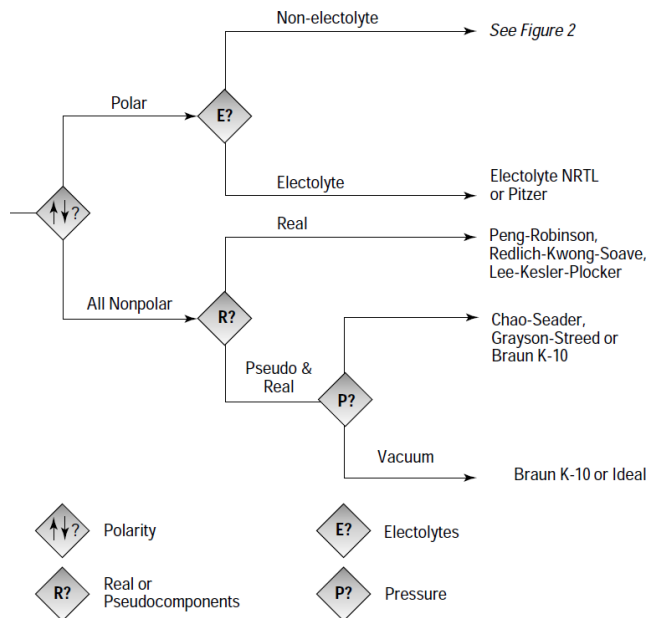 Non-electolyte
See Figure 2
Polar
E?
Electolyte
Electolyte NRTL
or Pitzer
?
Real
Peng-Robinson,
Redlich-Kwong-Soave,
Lee-Kesler-Plocker
All Nonpolar
R?
Chao-Seader,
Grayson-Streed or
Braun K-10
Pseudo &
Real
P?
Vacuum
Braun K-10 or Ideal
? Polarity
E? Electolytes
R? Real or
Pseudocomponents
P? Pressure